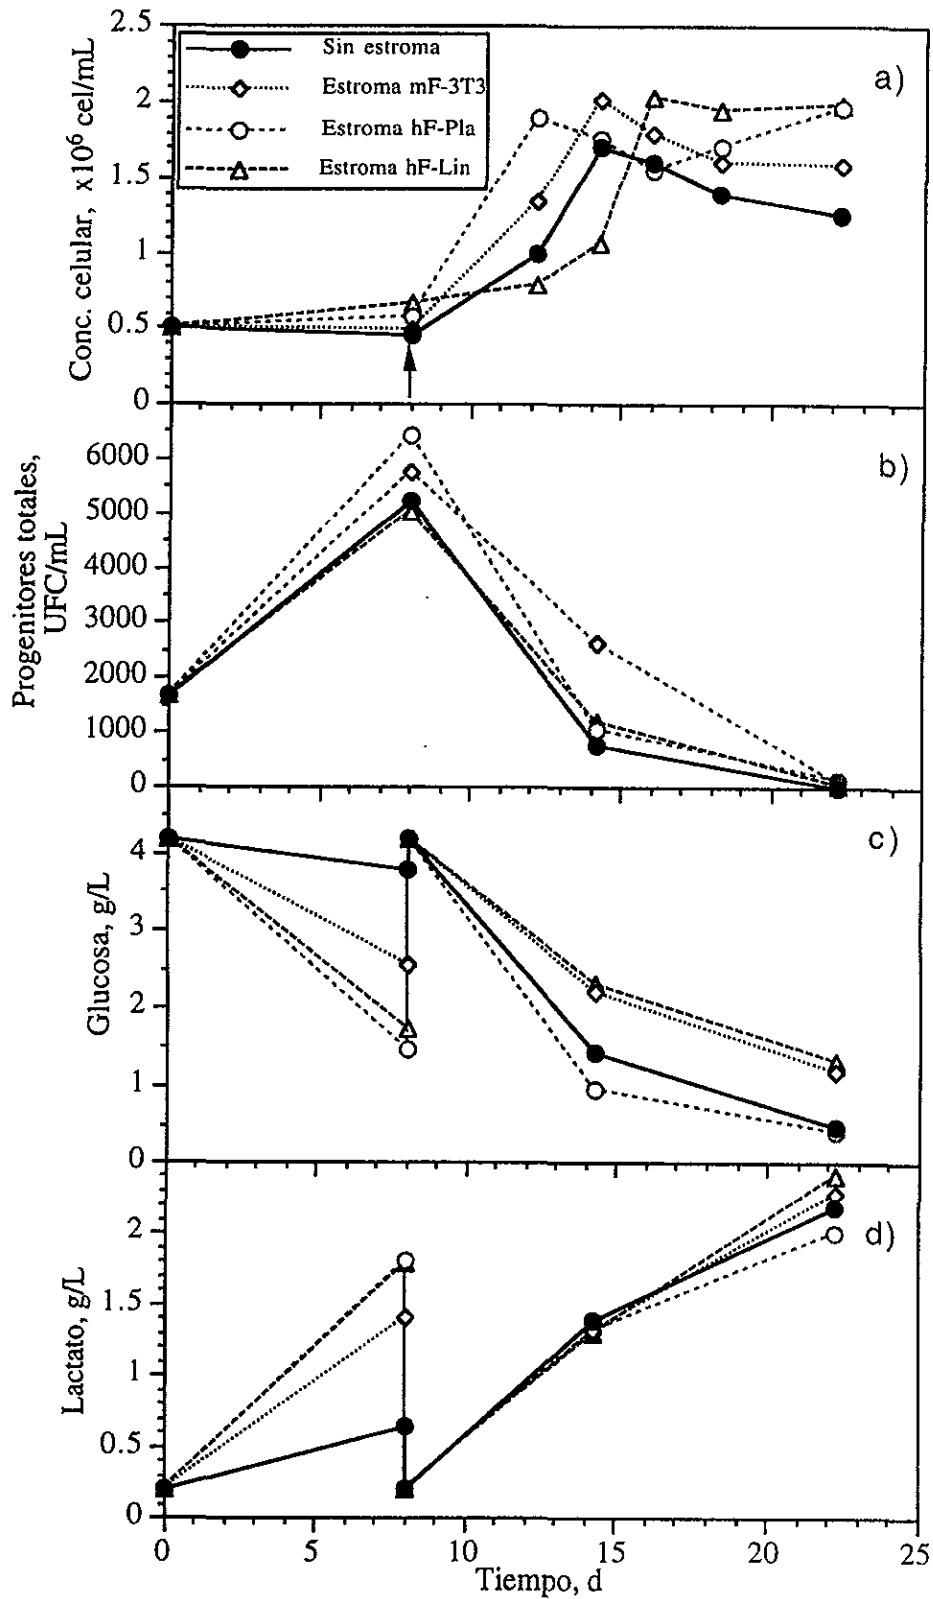 2.5
2
1.5
1
0.5
0
Conc. celular, x10⁶ cel/mL
Sin estroma
Estroma mF-3T3
Estroma hF-Pla
Estroma hF-Lin
a)
6000
5000
4000
3000
2000
1000
0
Progenitores totales,
UFC/mL
b)
4
3
2
1
0
Glucosa, g/L
c)
2
1.5
1
0.5
0
Lactato, g/L
d)
0 5 10 15 20 25
Tiempo, d